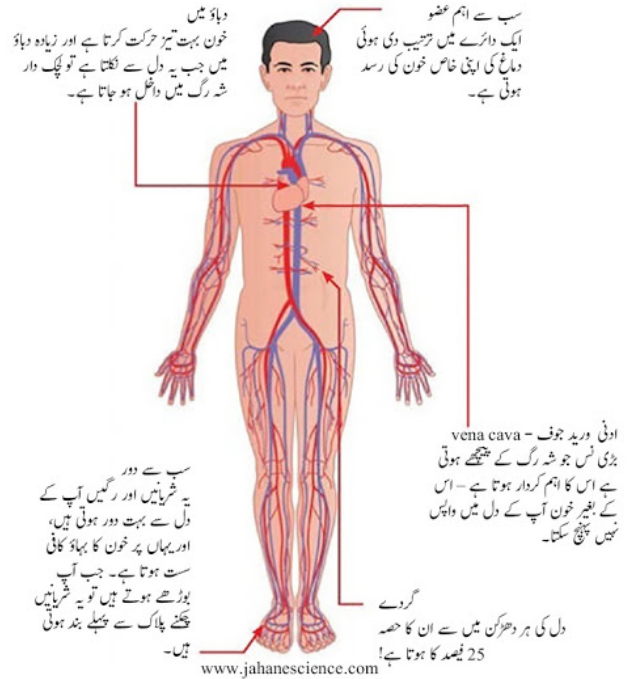 سب سے اہم عضو
ایک دائرے میں ترتیب دی ہوئی
دماغ کی اپنی خاص خون کی رسد
ہوتی ہے۔
دباؤ میں
خون بہت تیز حرکت کرتا ہے اور زیادہ دباؤ
میں جب یہ دل سے نکلتا ہے تو لچک دار
شہ رگ میں داخل ہو جاتا ہے۔
ادنی ورید جوف - vena cava
بڑی نس جو شہ رگ کے پیچھے ہوتی
ہے اس کا اہم کردار ہوتا ہے – اس
کے بغیر خون آپ کے دل میں واپس
نہیں پہنچ سکتا۔
سب سے دور
یہ شریانیں اور رگیں آپ کے
دل سے بہت دور ہوتی ہیں،
اور یہاں پر خون کا بہاؤ کافی
ست ہوتا ہے۔ جب آپ
بوڑھے ہوتے ہیں تو یہ شریانیں
چکنے پلاک سے پہلے بند ہوتی
ہیں۔
گردے
دل کی ہر دھڑکن میں سے ان کا حصہ
25 فیصد کا ہوتا ہے!
www.jahanescience.com